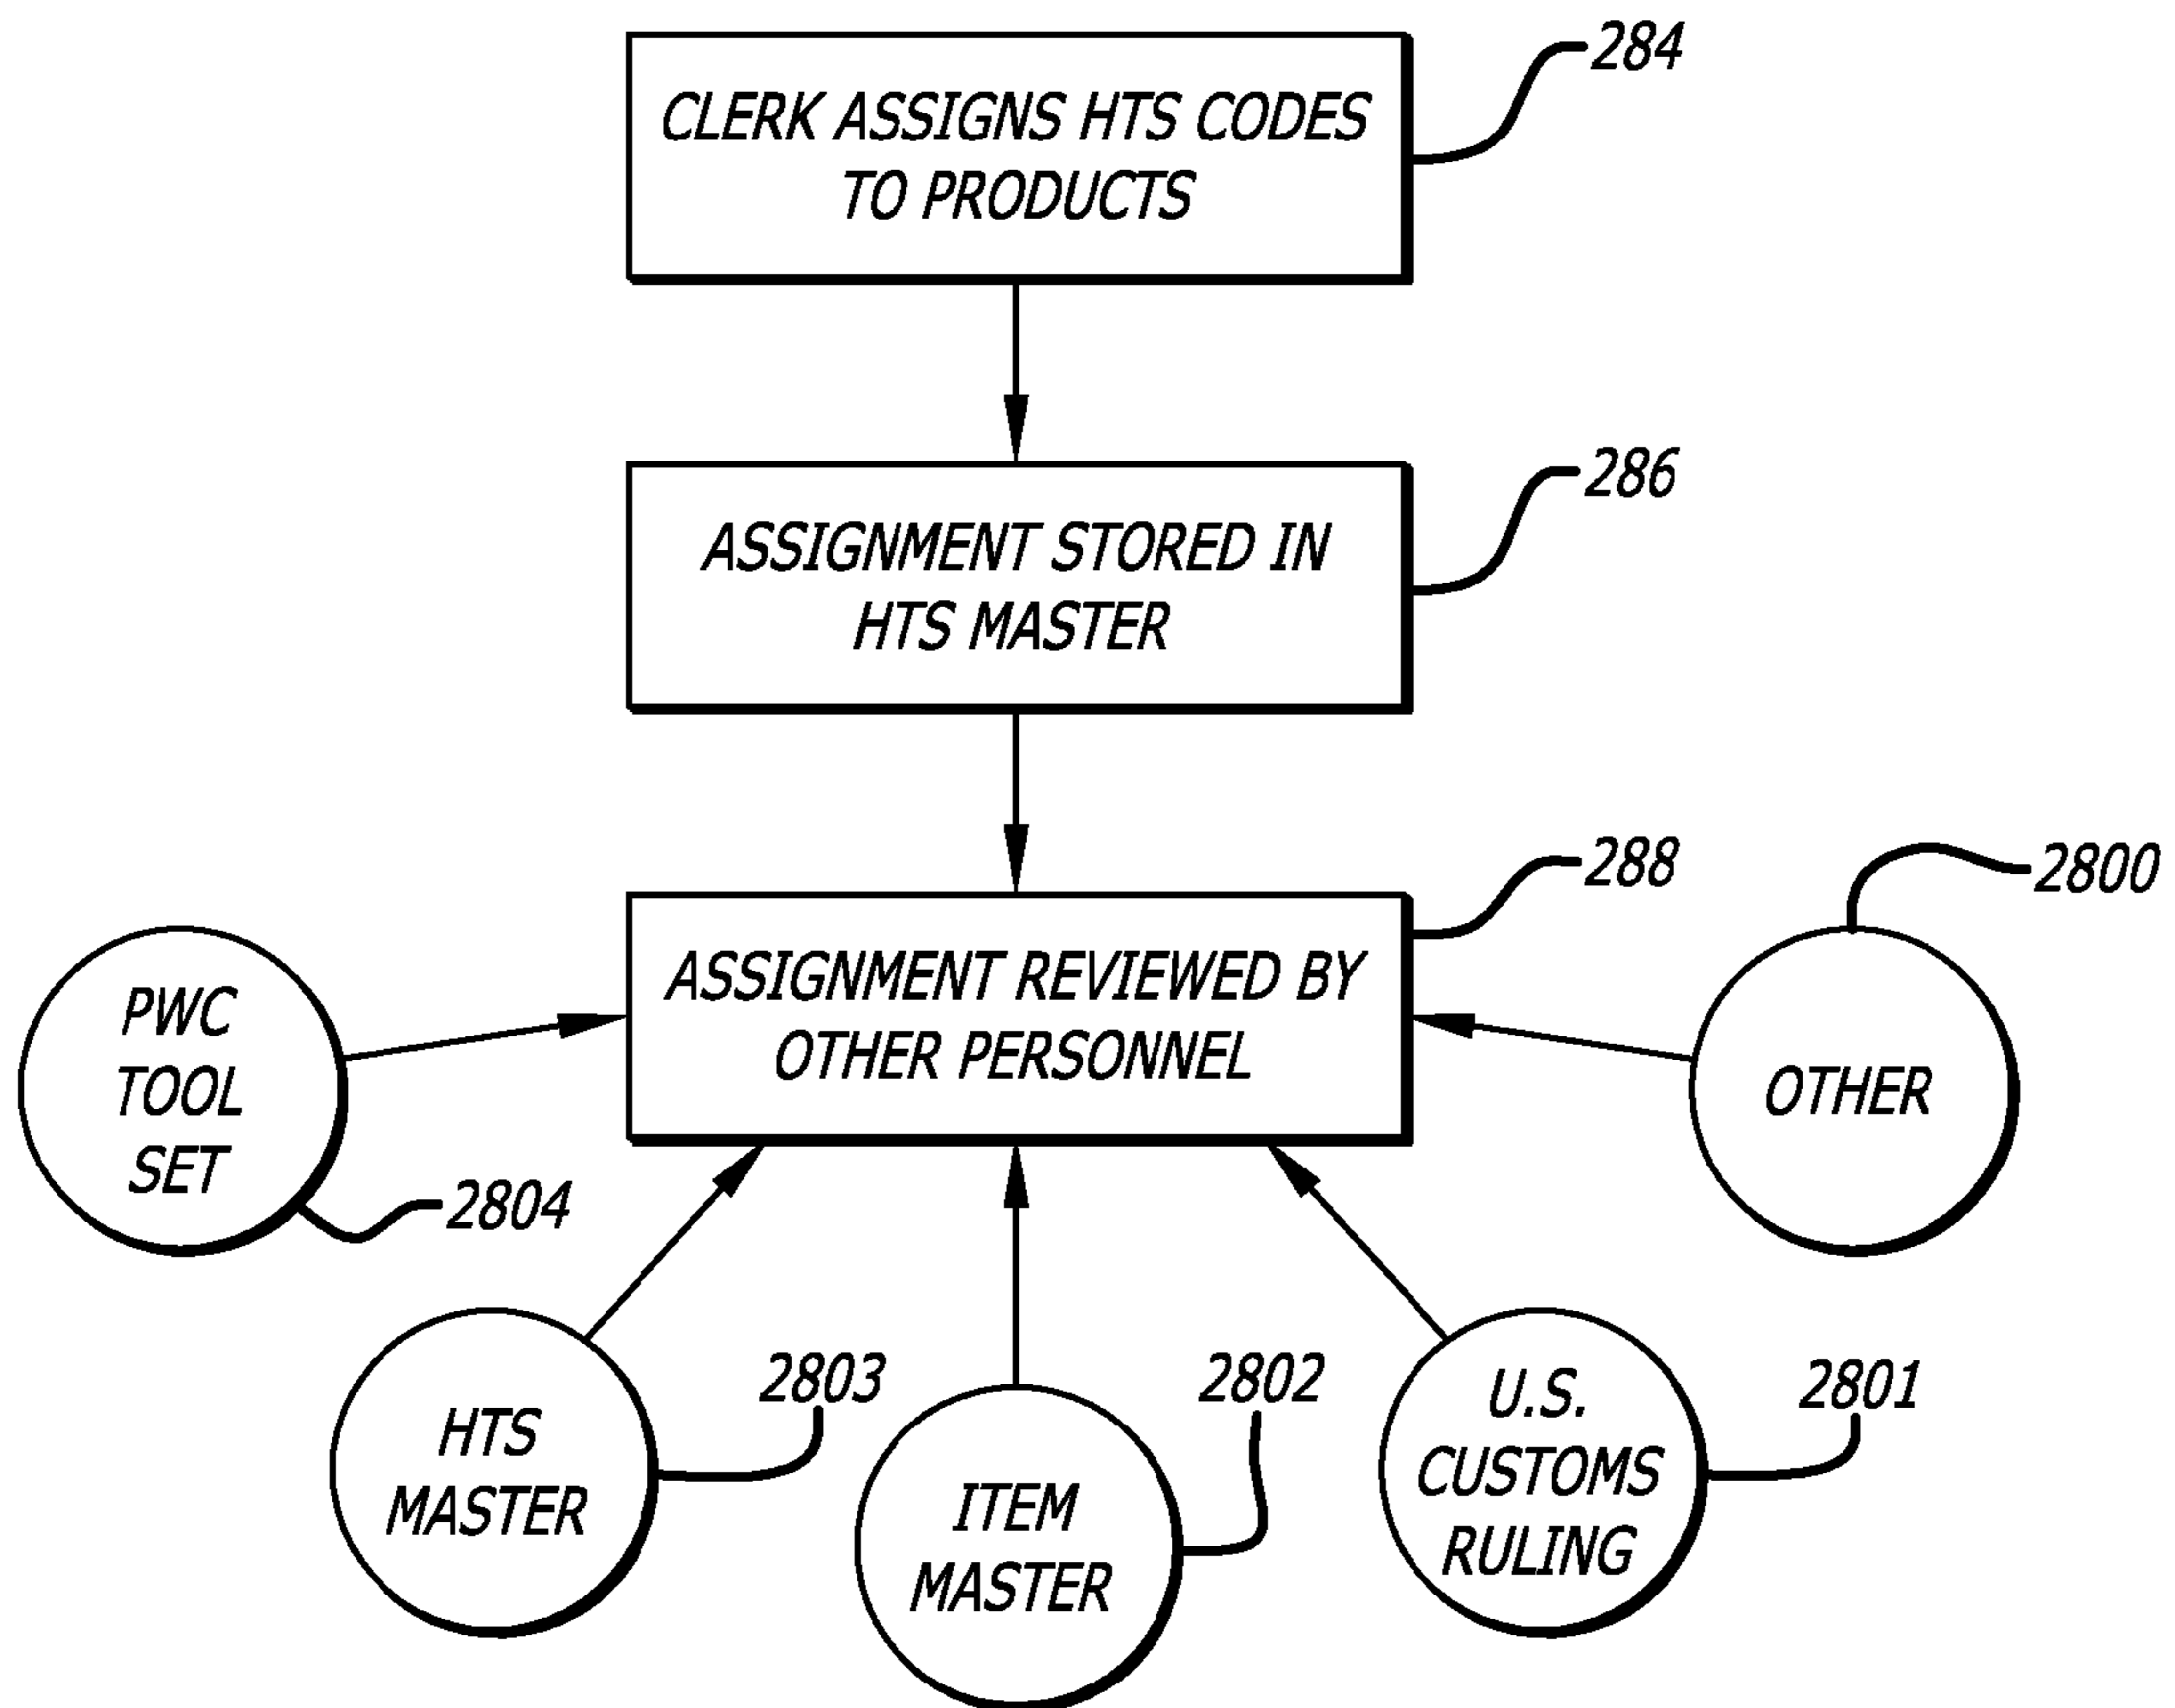 284
CLERK ASSIGNS HTS CODES
TO PRODUCTS
286
ASSIGNMENT STORED IN
HTS MASTER
288
2800
ASSIGNMENT REVIEWED BY
OTHER PERSONNEL
PWC
TOOL
SET
2804
OTHER
HTS
MASTER
2803
ITEM
MASTER
2802
U.S.
CUSTOMS
RULING
2801